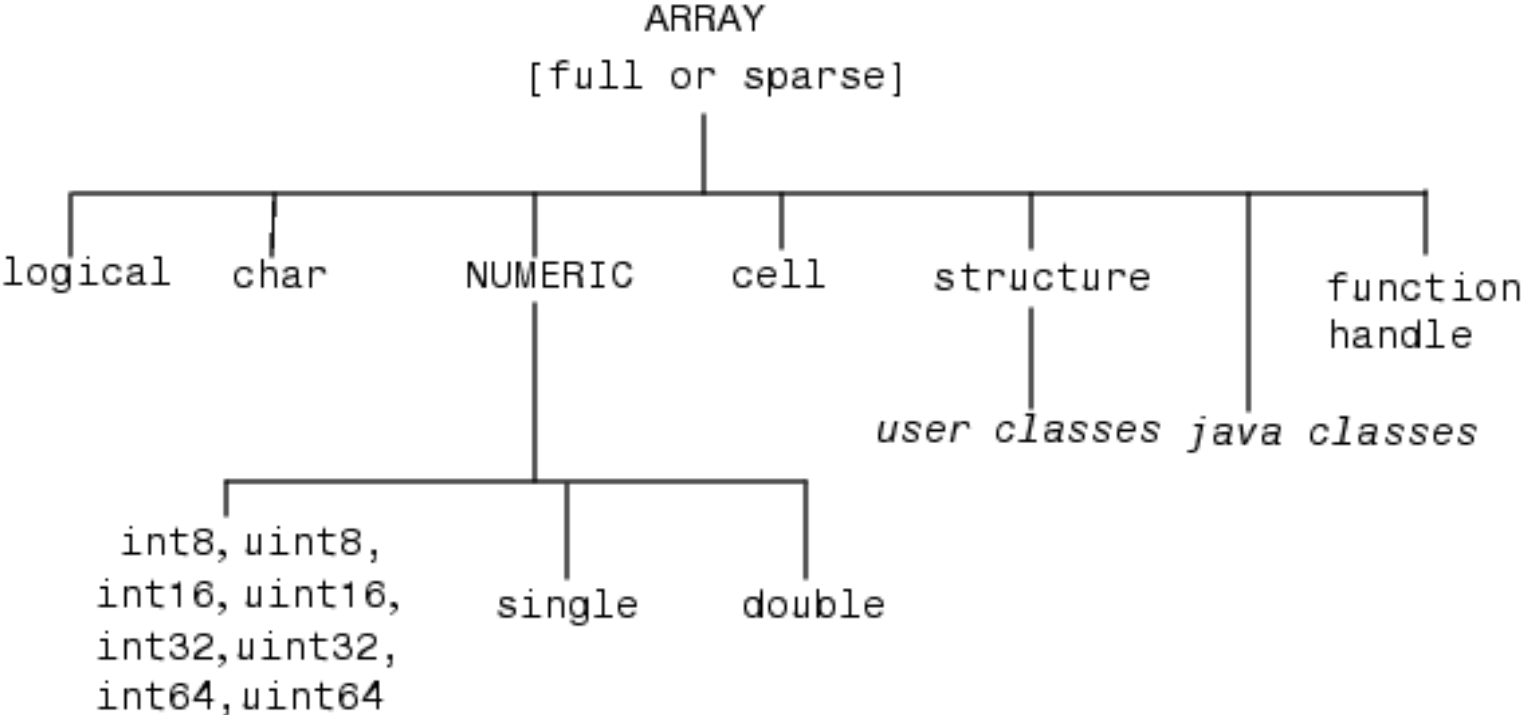 ARRAY
[full or sparse]
logical char NUMERIC cell structure function
handle
user classes java classes
int8, uint8,
int16, uint16,
int32, uint32,
int64, uint64
single double